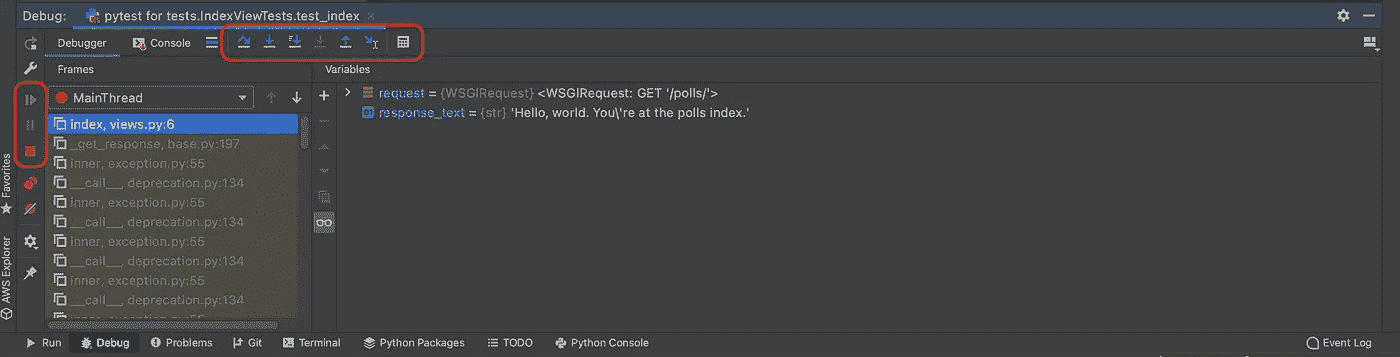 Debug: pytest for tests.IndexViewTests.test_index
Debugger Console
Frames
Variables
MainThread
index, views.py:6
_get_response, base.py:197
inner, exception.py:55
__call__, deprecation.py:134
inner, exception.py:55
__call__, deprecation.py:134
inner, exception.py:55
__call__, deprecation.py:134
inner, exception.py:55
__call__, deprecation.py:134
inner, exception.py:55
request = {WSGIRequest} <WSGIRequest: GET '/polls/'>
response_text = {str} 'Hello, world. You\'re at the polls index.'
Favorites
AWS Explorer
Run Debug Problems Git Terminal Python Packages TODO Python Console Event Log